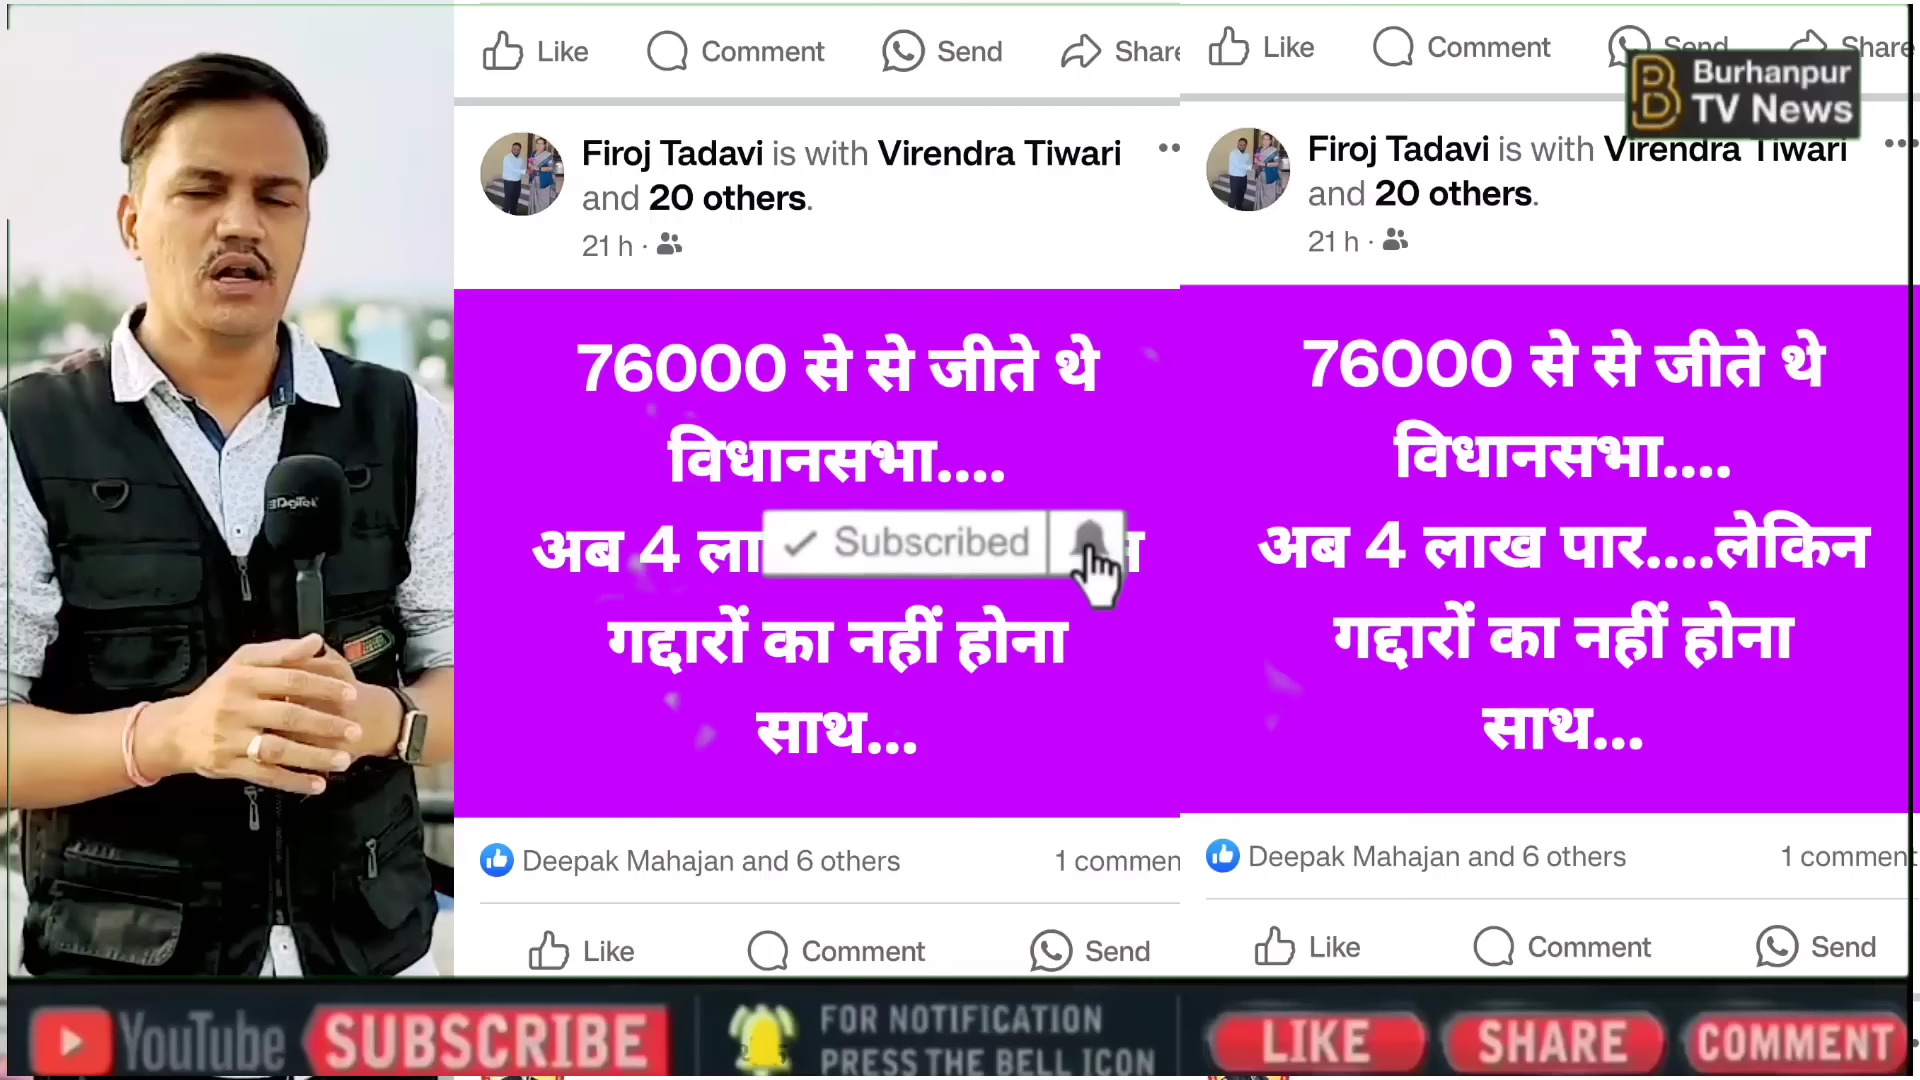 Like Comment Send Share
Firoj Tadavi is with Virendra Tiwari
and 20 others.
21 h
76000 से से जीते थे
विधानसभा....
अब 4 ला
गद्दारों का नहीं होना
साथ...
Deepak Mahajan and 6 others 1 commen
Like Comment Send
Like Comment Send Share
Burhanpur
TV News
Firoj Tadavi is with Virendra Tiwari
and 20 others.
21 h
76000 से से जीते थे
विधानसभा....
अब 4 लाख पार....लेकिन
गद्दारों का नहीं होना
साथ...
Deepak Mahajan and 6 others 1 comment
Like Comment Send
Subscribed
DigiTek
YouTube SUBSCRIBE
FOR NOTIFICATION
PRESS THE BELL ICON
LIKE SHARE COMMENT